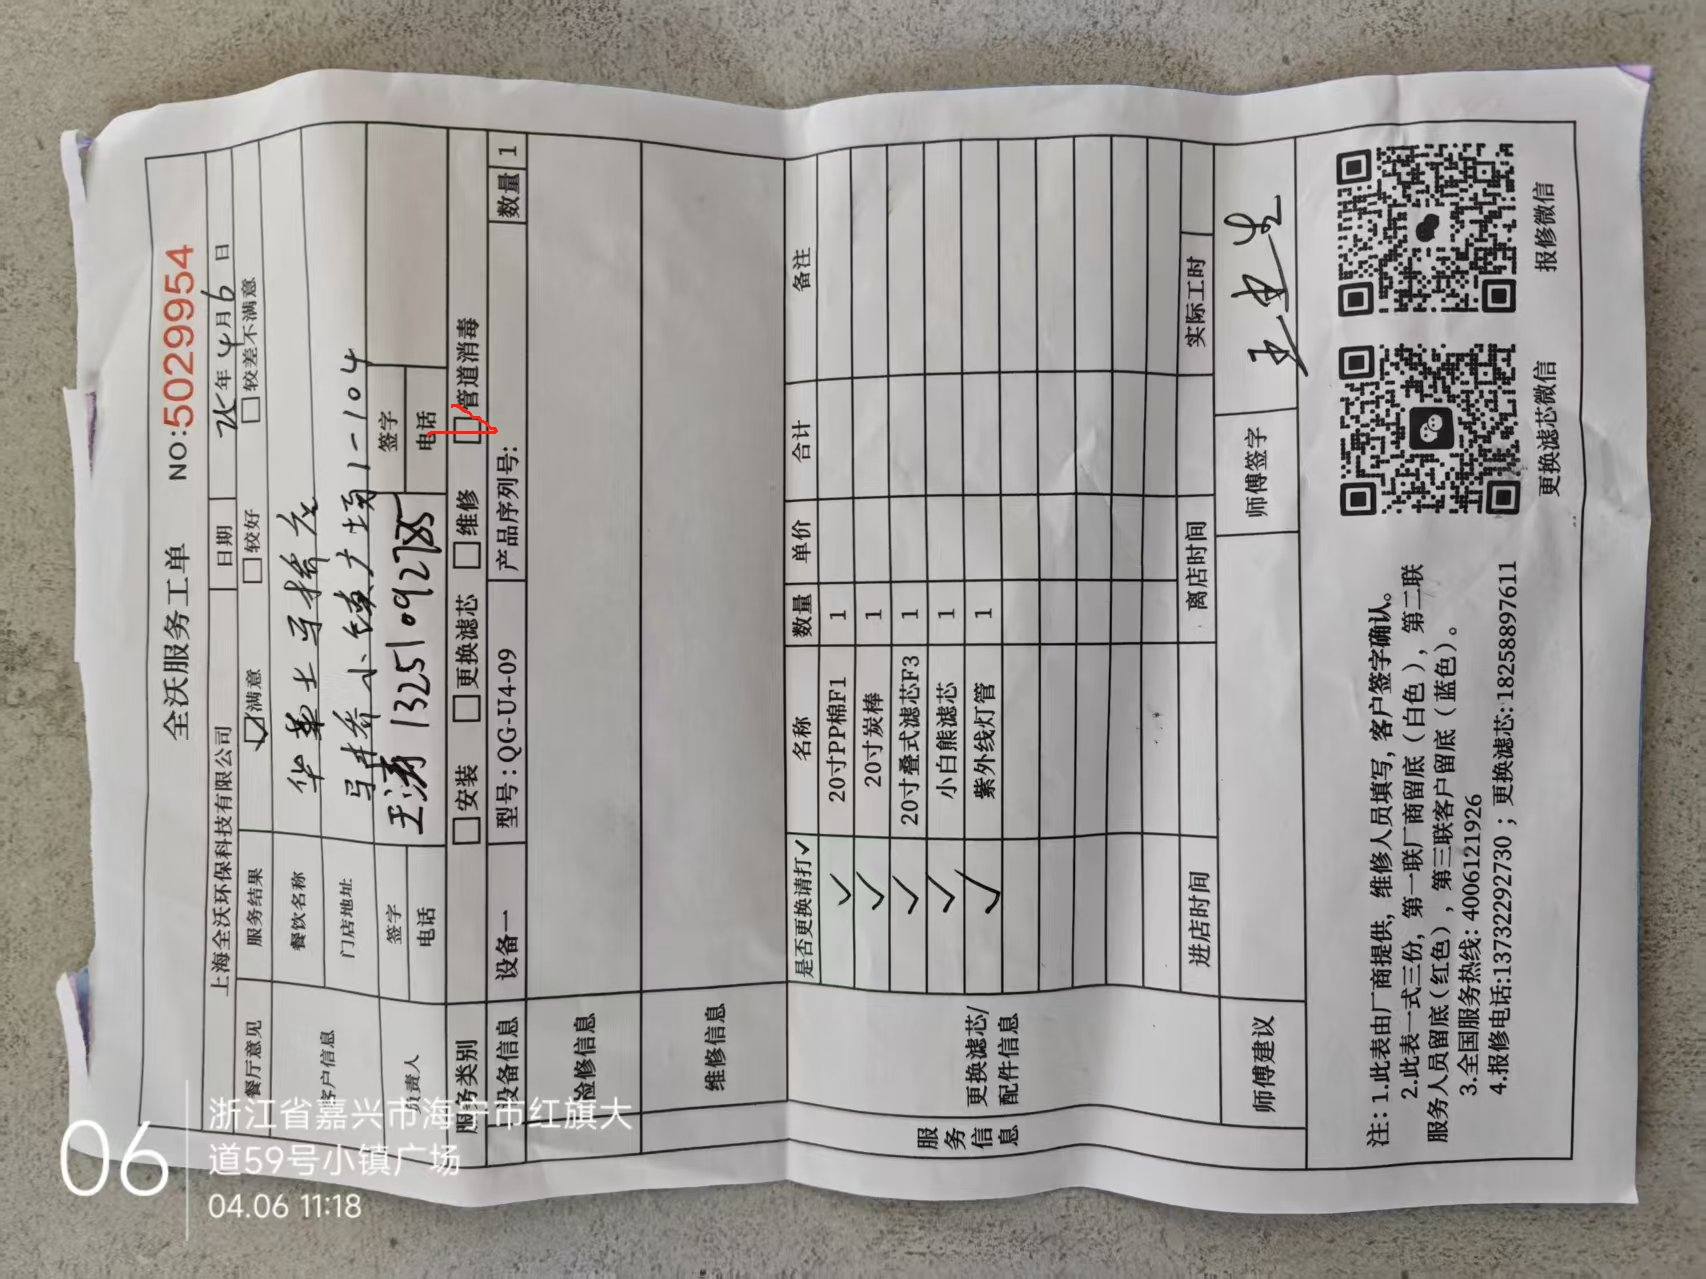 全沃服务工单 NO:50299954
上海全沃环保科技有限公司 日期 年4月6日
餐厅意见 服务结果 ☑满意 □较好 □较差不满意
客户信息 餐饮名称 华莱士马桥店
门店地址 马桥小镇广场1-104
负责人 签字 王涛 签字
电话 电话
服务类别 □安装 □更换滤芯 □维修 ☑管道消毒
设备信息 设备一 型号:QG-U4-09 产品序列号: 数量 1
检修信息
维修信息
服务信息
更换滤芯/配件信息
是否更换请打✓ 名称 数量 单价 合计 备注
✓ 20寸PP棉F1 1
✓ 20寸炭棒 1
✓ 20寸叠式滤芯F3 1
✓ 小白熊滤芯 1
✓ 紫外线灯管 1
进店时间 离店时间 实际工时
师傅建议 师傅签字
注：1.此表由厂商提供，维修人员填写，客户签字确认。
2.此表一式三份，第一联厂商留底（白色），第二联
服务人员留底（红色），第三联客户留底（蓝色）。
3.全国服务热线：4006121926
4.报修电话:13732292730；更换滤芯:18258897611
更换滤芯微信 报修微信
06
浙江省嘉兴市海宁市红旗大
道59号小镇广场
04.06 11:18